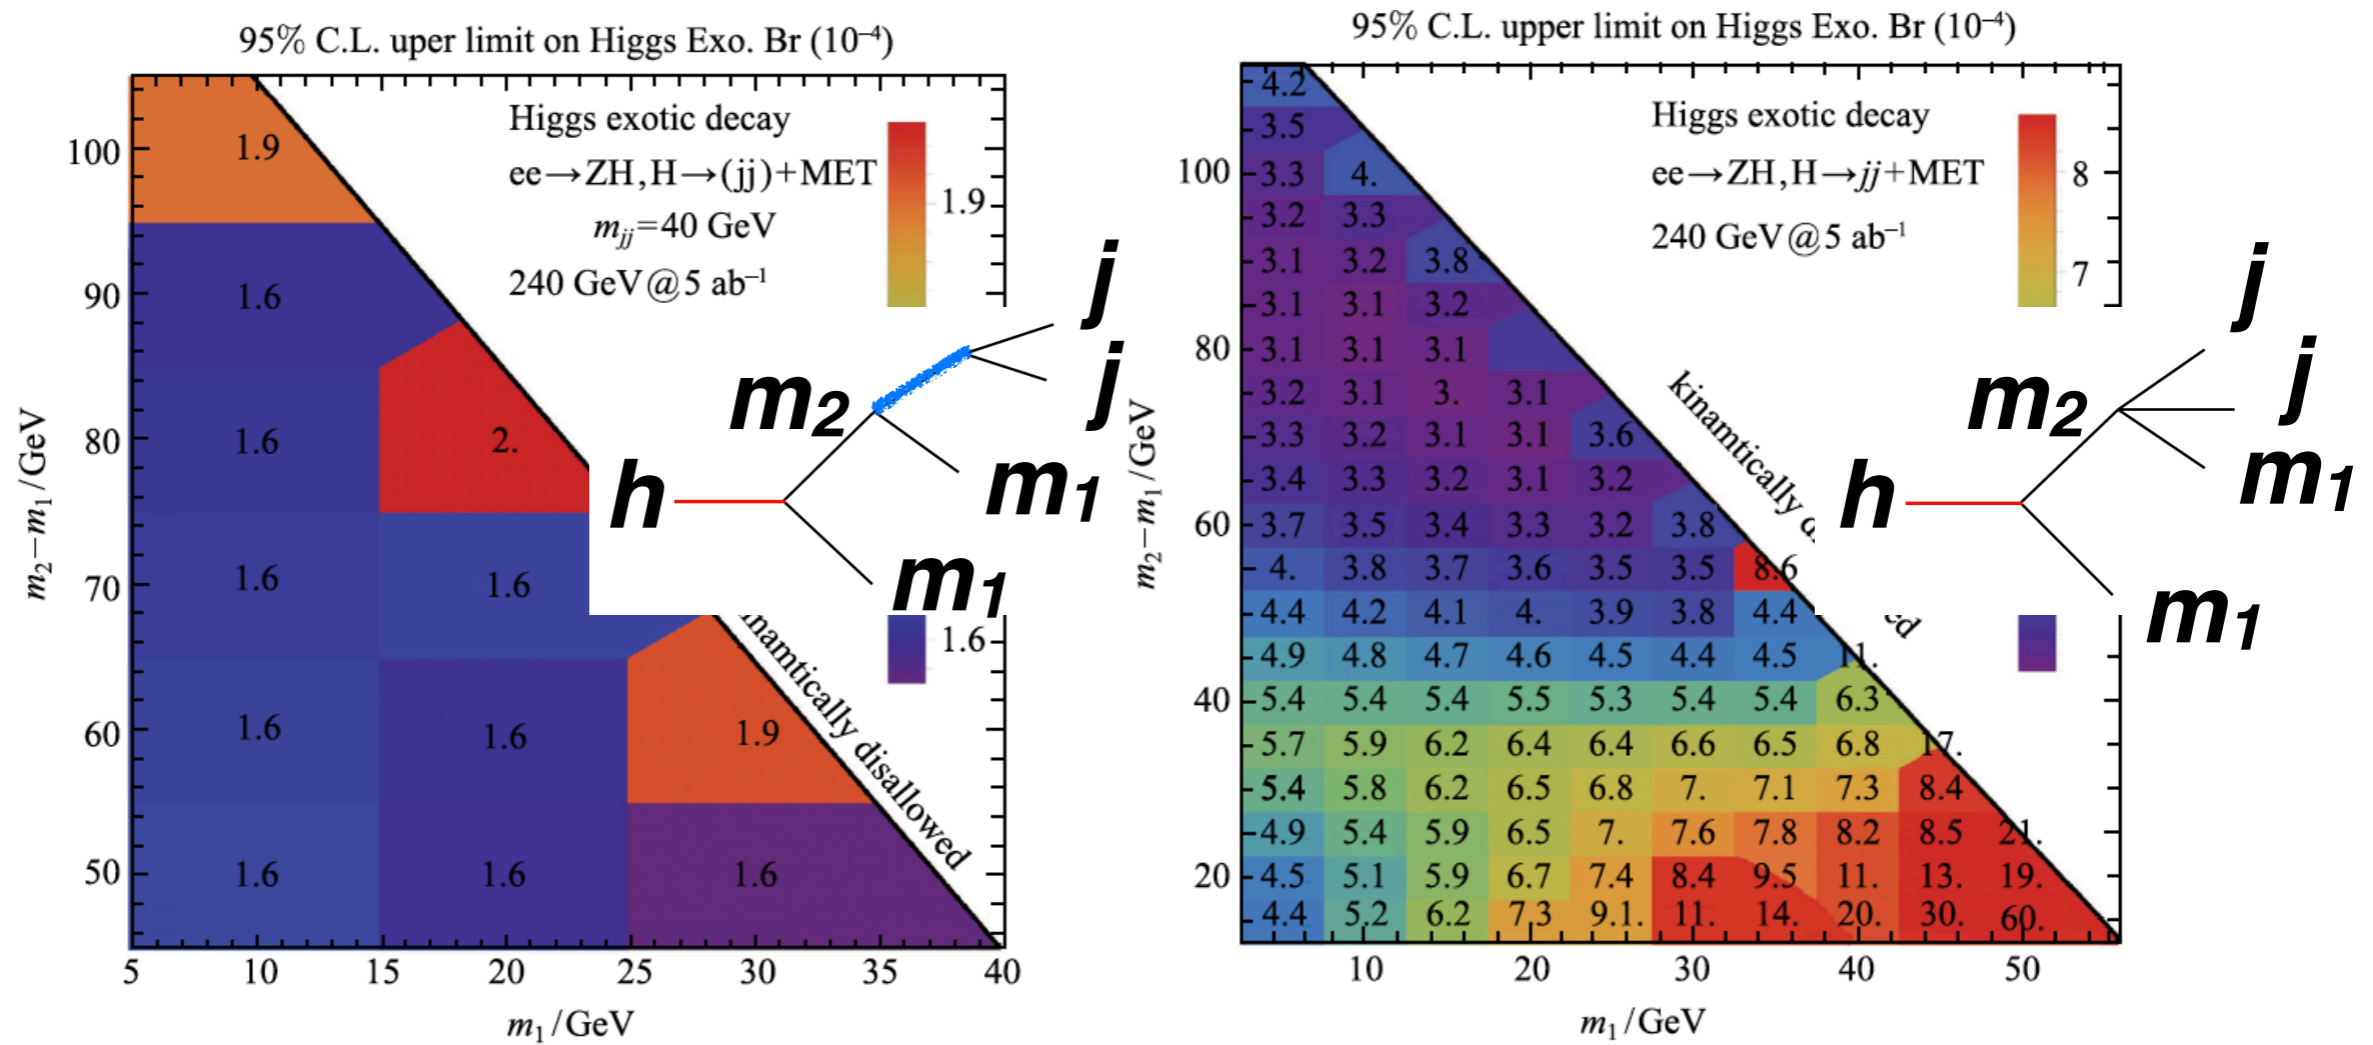 95% C.L. uper limit on Higgs Exo. Br (10⁻⁴)
Higgs exotic decay
ee→ZH,H→(jj)+MET
m_jj=40 GeV
240 GeV@5 ab⁻¹
1.9
1.6
100
90
80
70
60
50
m₂−m₁/GeV
1.9
1.6
1.6 2.
1.6 1.6
1.6 1.6 1.9
1.6 1.6 1.6
disallowed
5 10 15 20 25 30 35 40
m₁/GeV
j
j
m₂
m₁
h
m₁
95% C.L. upper limit on Higgs Exo. Br (10⁻⁴)
Higgs exotic decay
ee→ZH,H→jj+MET
240 GeV@5 ab⁻¹
8
7
100
80
60
40
20
m₂−m₁/GeV
4.2
3.5
3.3 4.
3.2 3.3
3.1 3.2 3.8
3.1 3.1 3.2
3.1 3.1 3.1
3.2 3.1 3. 3.1
3.3 3.2 3.1 3.1 3.6
3.4 3.3 3.2 3.1 3.2
3.7 3.5 3.4 3.3 3.2 3.8
4. 3.8 3.7 3.6 3.5 3.5 8.6
4.4 4.2 4.1 4. 3.9 3.8 4.4
4.9 4.8 4.7 4.6 4.5 4.4 4.5 11.
5.4 5.4 5.4 5.5 5.3 5.4 5.4 6.3
5.7 5.9 6.2 6.4 6.4 6.6 6.5 6.8 17.
5.4 5.8 6.2 6.5 6.8 7. 7.1 7.3 8.4
4.9 5.4 5.9 6.5 7. 7.6 7.8 8.2 8.5 21.
4.5 5.1 5.9 6.7 7.4 8.4 9.5 11. 13. 19.
4.4 5.2 6.2 7.3 9.1. 11. 14. 20. 30. 60.
kinamtically
10 20 30 40 50
m₁/GeV
j
j
m₂
m₁
h
m₁